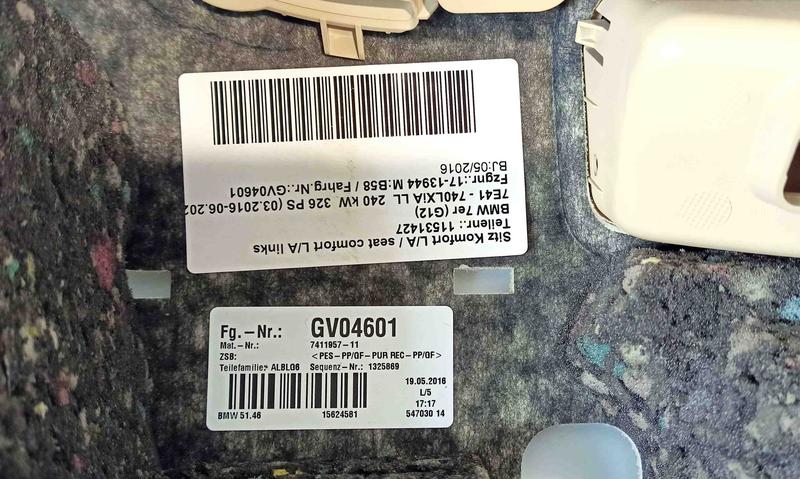 Sitz Komfort L/A / seat comfort L/A links
Teilenr.: 11531427
BMW 7er (G12)
7E41 - 740LXiA LL 240 kW 326 PS (03.2016-06.202
Fzgnr.:17-13944 M:B58 / Fahrg.Nr.:GV04601
BJ:05/2016
Fg.-Nr.: GV04601
Mat.-Nr.: 7411957-11
ZSB: <PES-PP/GF-PUR REC-PP/GF>
Teilefamilie: ALBLG6 Sequenz-Nr.: 1325869
19.05.2016
L/5
17:17
BMW 51.46 15624581 547030 14